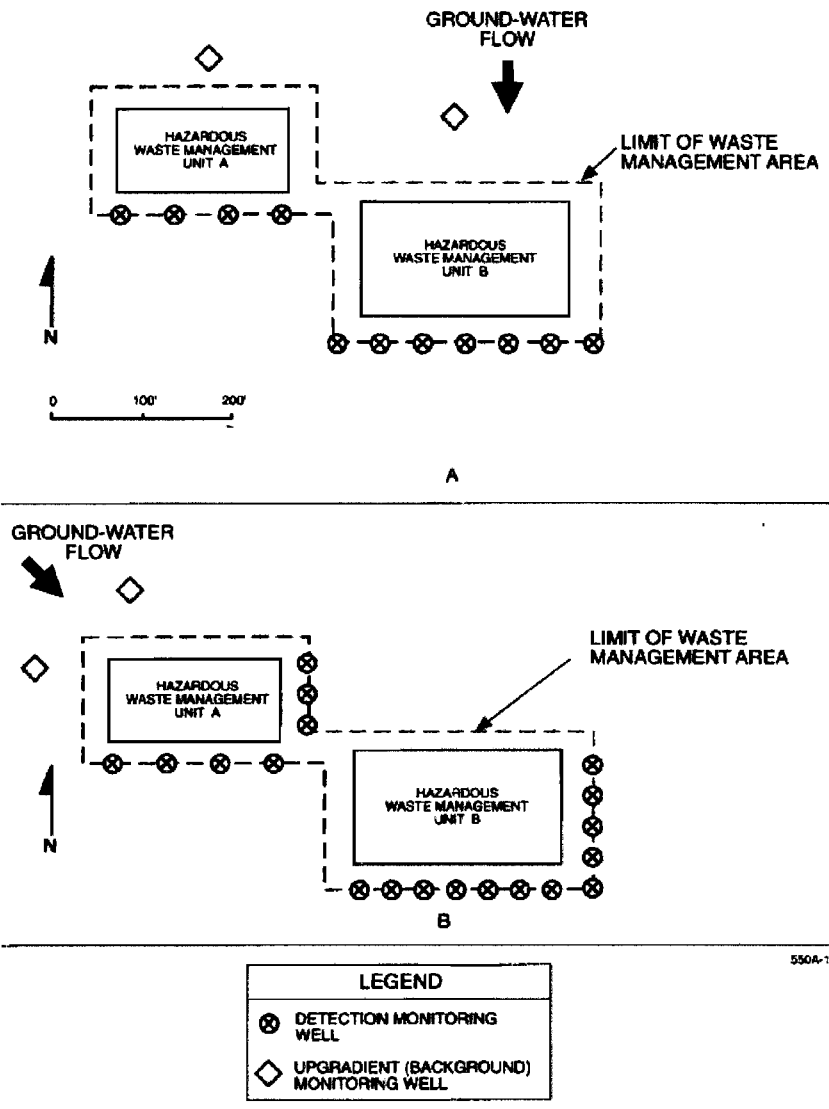 GROUND-WATER
FLOW
LIMIT OF WASTE
MANAGEMENT AREA
HAZARDOUS
WASTE MANAGEMENT
UNIT A
HAZARDOUS
WASTE MANAGEMENT
UNIT B
N
0 100' 200'
A
GROUND-WATER
FLOW
LIMIT OF WASTE
MANAGEMENT AREA
HAZARDOUS
WASTE MANAGEMENT
UNIT A
HAZARDOUS
WASTE MANAGEMENT
UNIT B
N
B
550A-1
LEGEND
DETECTION MONITORING
WELL
UPGRADIENT (BACKGROUND)
MONITORING WELL